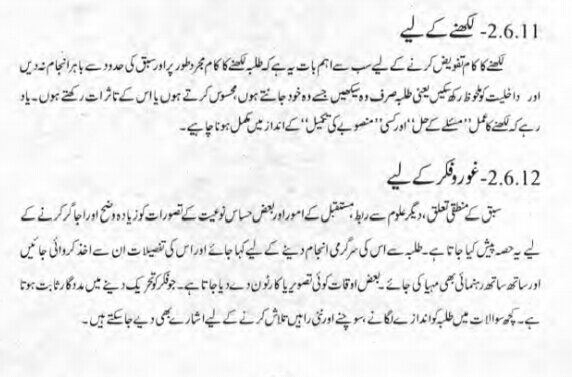 2.6.11- لکھنے کے لیے
لکھنے کا کام تفویض کرنے کے لیے سب سے اہم بات یہ ہے کہ طلبہ لکھنے کا کام مجرد طور پر اور سبق کی حدود سے باہر انجام نہ دیں
اور داخلیت کو ملحوظ رکھ سکیں یعنی طلبہ صرف وہ لیکھیں جسے وہ خود جانتے ہوں، محسوس کرتے ہوں یا اس کے تاثرات رکھتے ہوں۔ یاد
رہے کہ لکھنے کا عمل ”مسئلے کے حل“ اور کسی ”منصوبے کی تکمیل“ کے انداز میں مکمل ہونا چاہیے۔
2.6.12- غور و فکر کے لیے
سبق کے منطقی تعلق، دیگر علوم سے ربط، مستقبل کے امور اور بعض حساس نوعیت کے تصورات کو زیادہ واضح اور اجاگر کرنے کے
لیے یہ حصہ پیش کیا جاتا ہے۔ طلبہ سے اس کی سرگرمی انجام دینے کے لیے کہا جائے اور اس کی تفصیلات ان سے اخذ کروائی جائیں
اور ساتھ ساتھ رہنمائی بھی مہیا کی جائے۔ بعض اوقات کوئی تصویر یا کارٹون دے دیا جاتا ہے۔ جو فکر کو تحریک دینے میں مددگار ثابت ہوتا
ہے۔ کچھ سوالات میں طلبہ کو اندازے لگانے، سوچنے اور نئی راہیں تلاش کرنے کے لیے اشارے بھی دیے جا سکتے ہیں۔